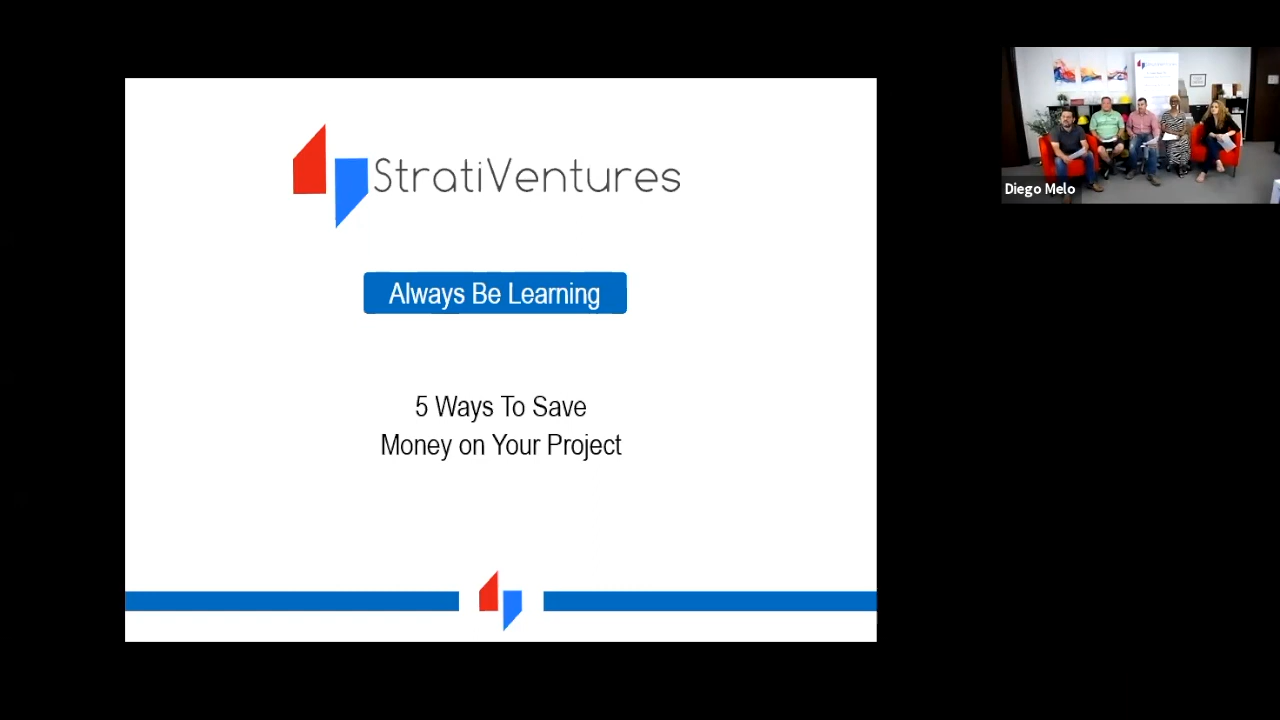 StratiVentures
Always Be Learning
5 Ways To Save
Money on Your Project
Diego Melo